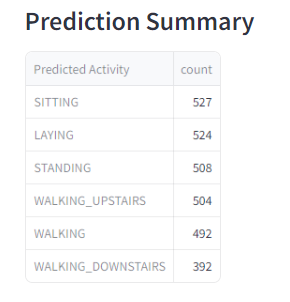 Prediction Summary
Predicted Activity count
SITTING 527
LAYING 524
STANDING 508
WALKING_UPSTAIRS 504
WALKING 492
WALKING_DOWNSTAIRS 392